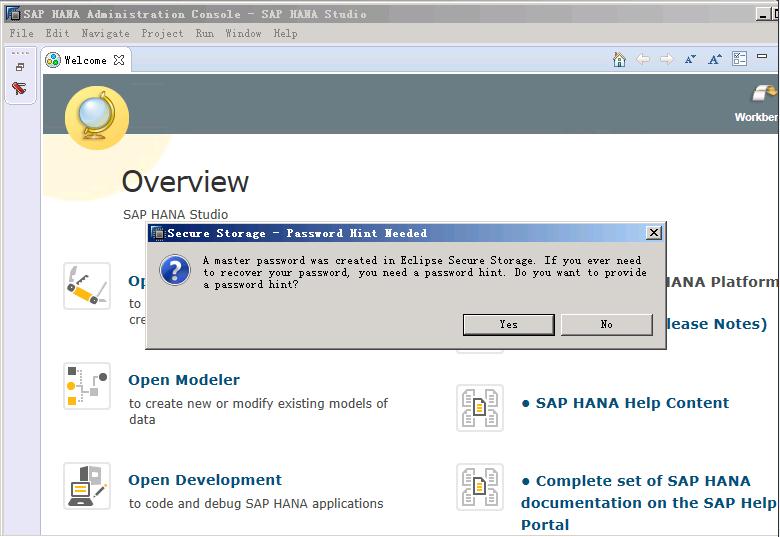 SAP HANA Administration Console - SAP HANA Studio
File Edit Navigate Project Run Window Help
Welcome
Workben
Overview
SAP HANA Studio
Secure Storage - Password Hint Needed
A master password was created in Eclipse Secure Storage. If you ever need
to recover your password, you need a password hint. Do you want to provide
a password hint?
Yes No
Op
to
cre
IANA Platform
lease Notes)
Open Modeler
to create new or modify existing models of
data
• SAP HANA Help Content
Open Development
to code and debug SAP HANA applications
• Complete set of SAP HANA
documentation on the SAP Help
Portal